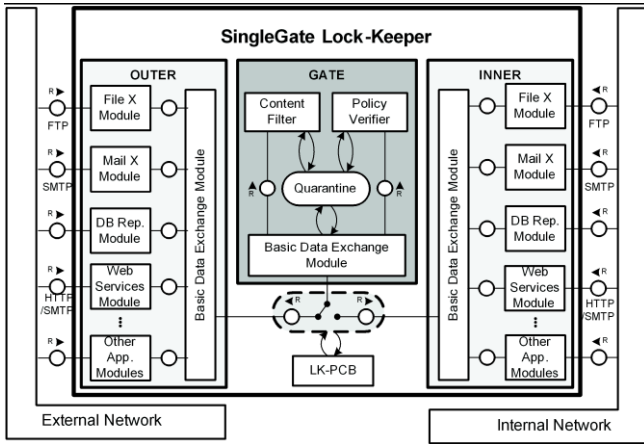 SingleGate Lock-Keeper
OUTER
R
File X
Module
FTP
R
Mail X
Module
SMTP
R
DB Rep.
Module
R
Web
Services
Module
HTTP
/SMTP
R
Other
App.
Modules
Basic Data Exchange Module
GATE
Content
Filter
Policy
Verifier
Quarantine
R
R
Basic Data Exchange
Module
R
R
LK-PCB
INNER
Basic Data Exchange Module
File X
Module
R
FTP
Mail X
Module
R
SMTP
DB Rep.
Module
R
Web
Services
Module
R
HTTP
/SMTP
Other
App.
Modules
R
External Network
Internal Network